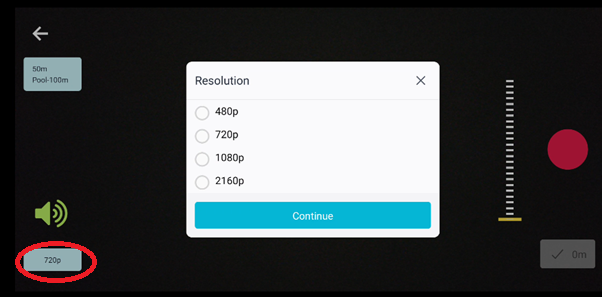 50m
Pool-100m
Resolution
480p
720p
1080p
2160p
Continue
720p
0m